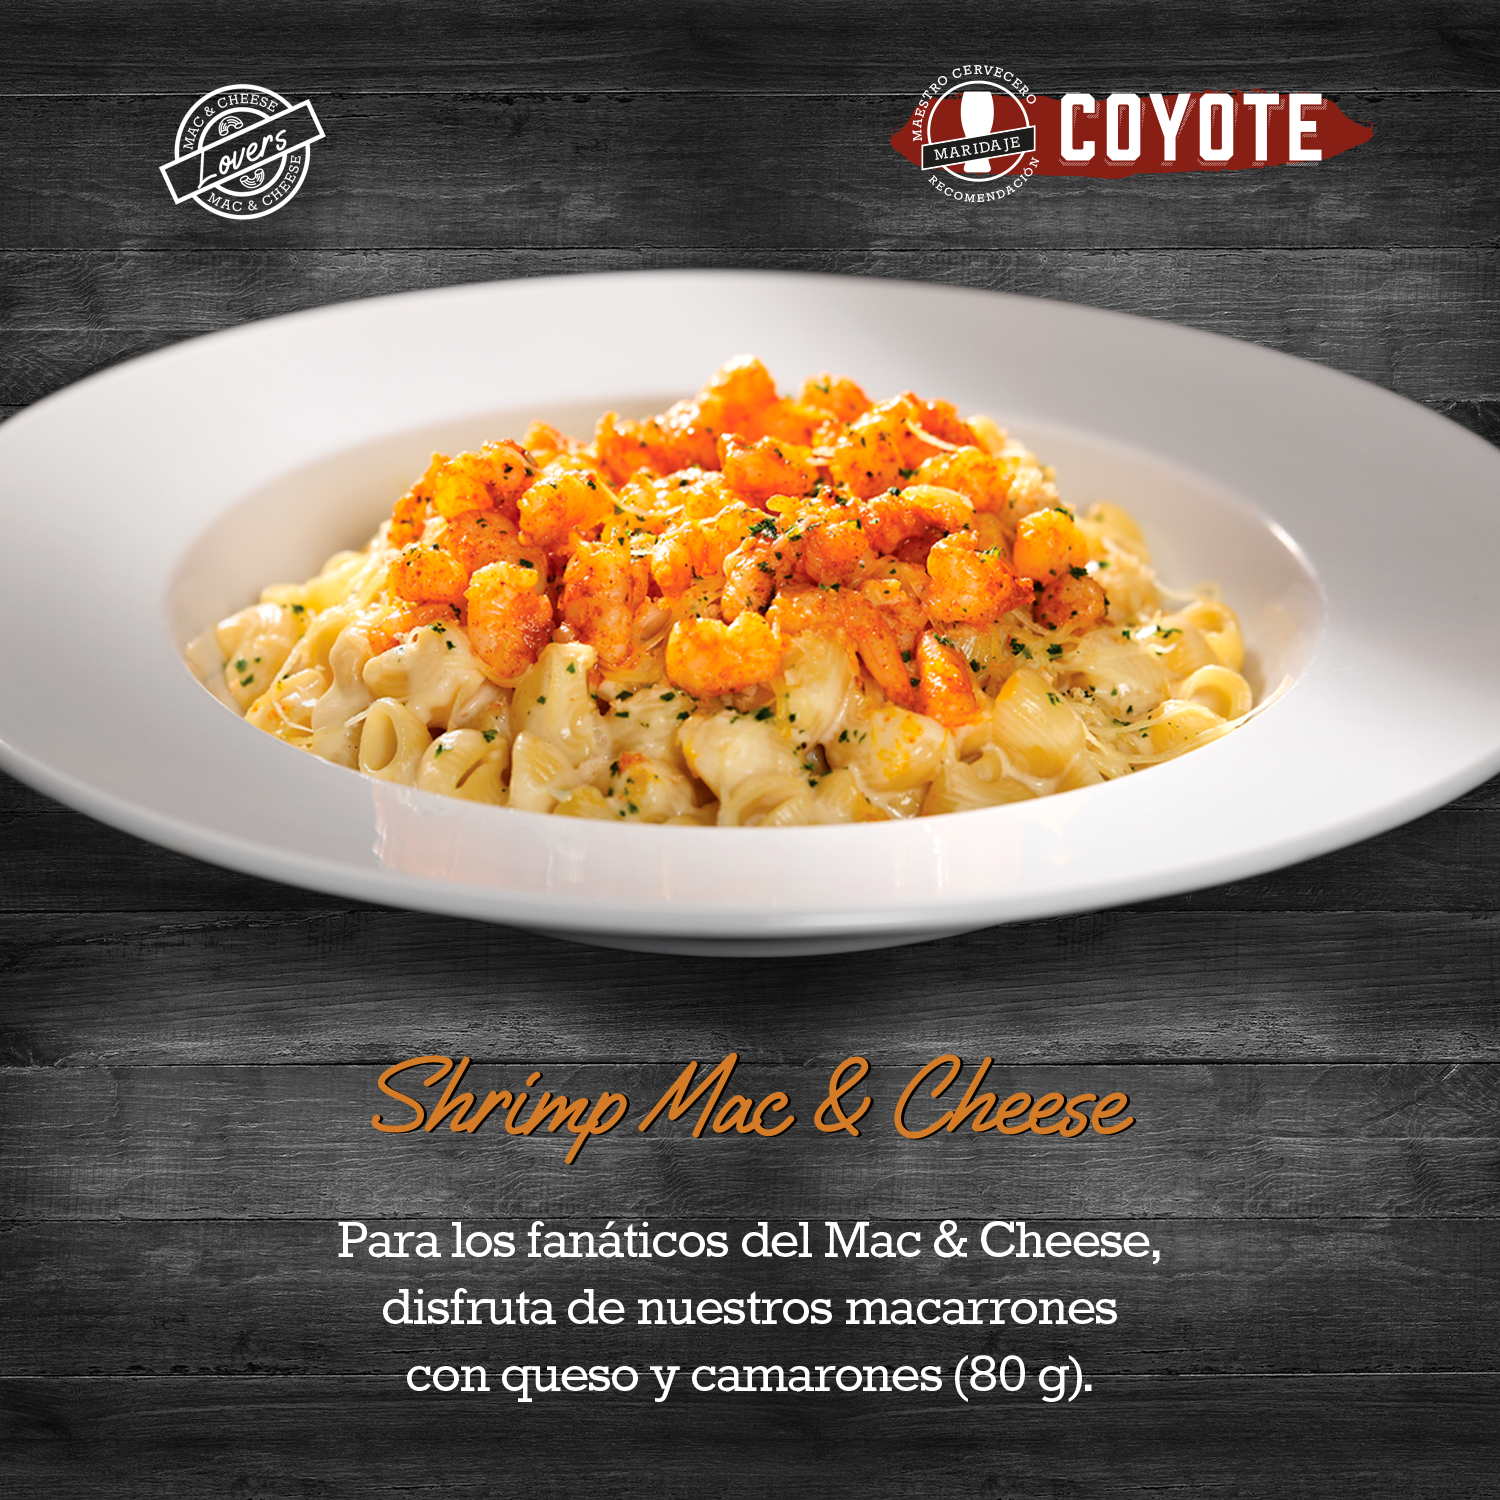 MAC & CHEESE
Lovers
MAC & CHEESE
MAESTRO CERVECERO
MARIDAJE
RECOMENDACIÓN
COYOTE
Shrimp Mac & Cheese
Para los fanáticos del Mac & Cheese,
disfruta de nuestros macarrones
con queso y camarones (80 g).